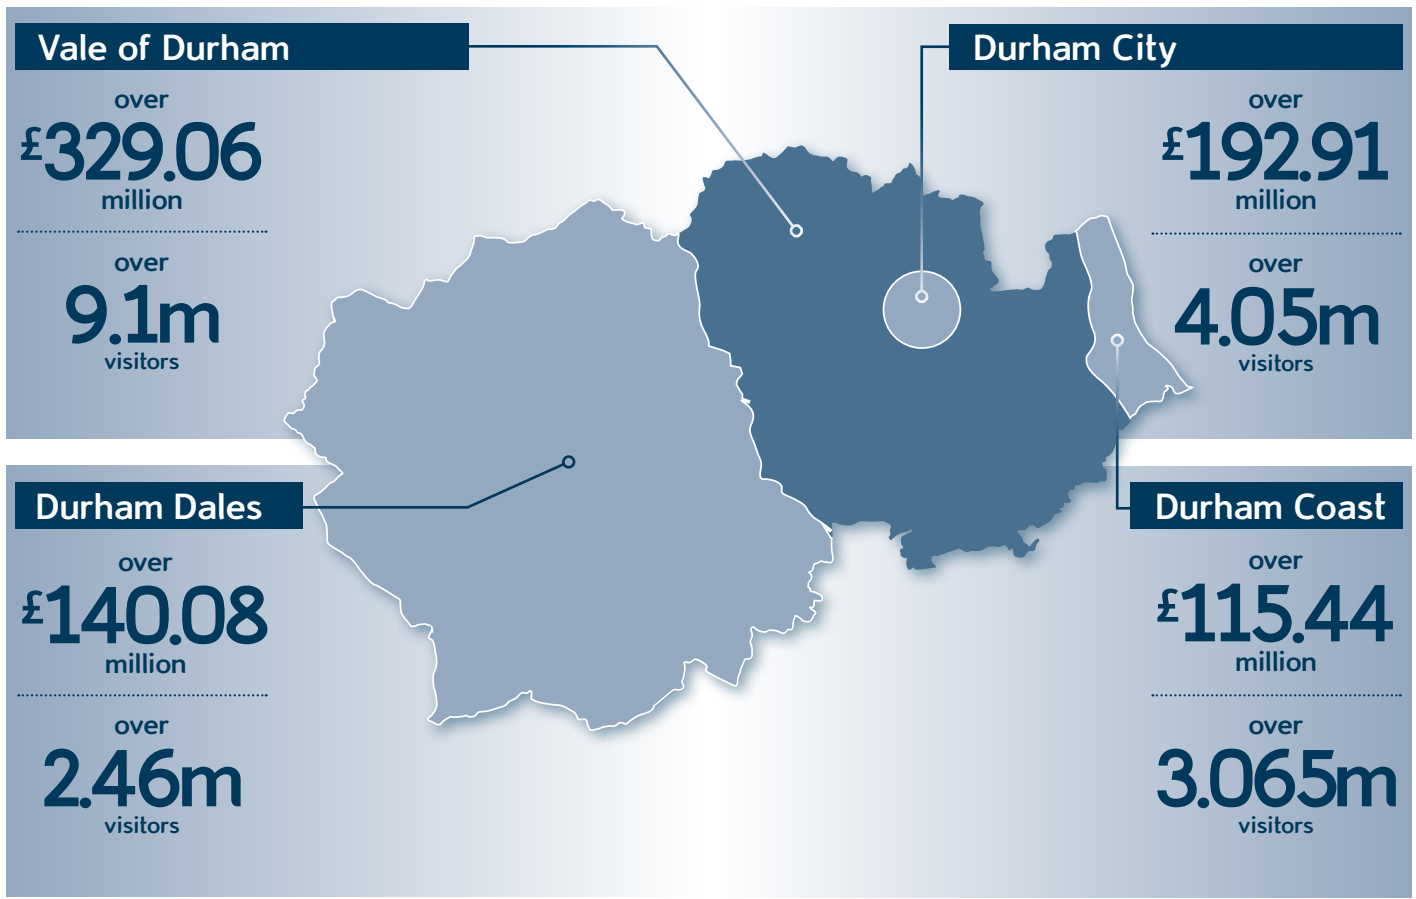 Vale of Durham
over
£329.06
million
over
9.1m
visitors
Durham City
over
£192.91
million
over
4.05m
visitors
Durham Dales
over
£140.08
million
over
2.46m
visitors
Durham Coast
over
£115.44
million
over
3.065m
visitors